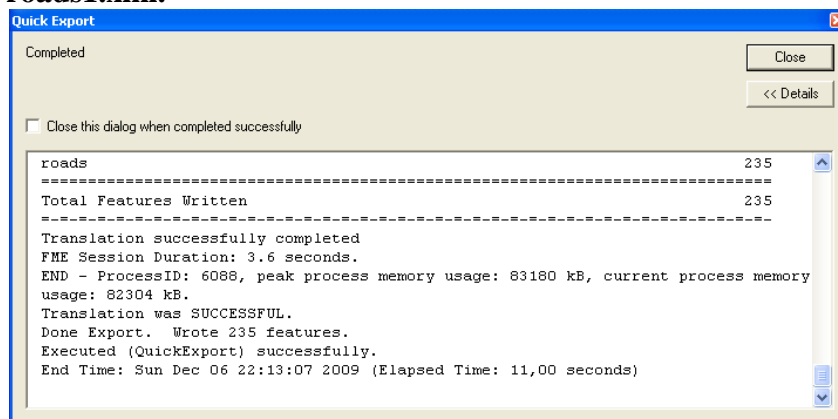 roads1.xml.
Quick Export
Completed
Close
<< Details
Close this dialog when completed successfully
roads 235
==============================================================================
Total Features Written 235
=-=-=-=-=-=-=-=-=-=-=-=-=-=-=-=-=-=-=-=-=-=-=-=-=-=-=-=-=-=-=-=-=-=-=-=-=-=-
Translation successfully completed
FME Session Duration: 3.6 seconds.
END - ProcessID: 6088, peak process memory usage: 83180 kB, current process memory
usage: 82304 kB.
Translation was SUCCESSFUL.
Done Export.  Wrote 235 features.
Executed (QuickExport) successfully.
End Time: Sun Dec 06 22:13:07 2009 (Elapsed Time: 11,00 seconds)